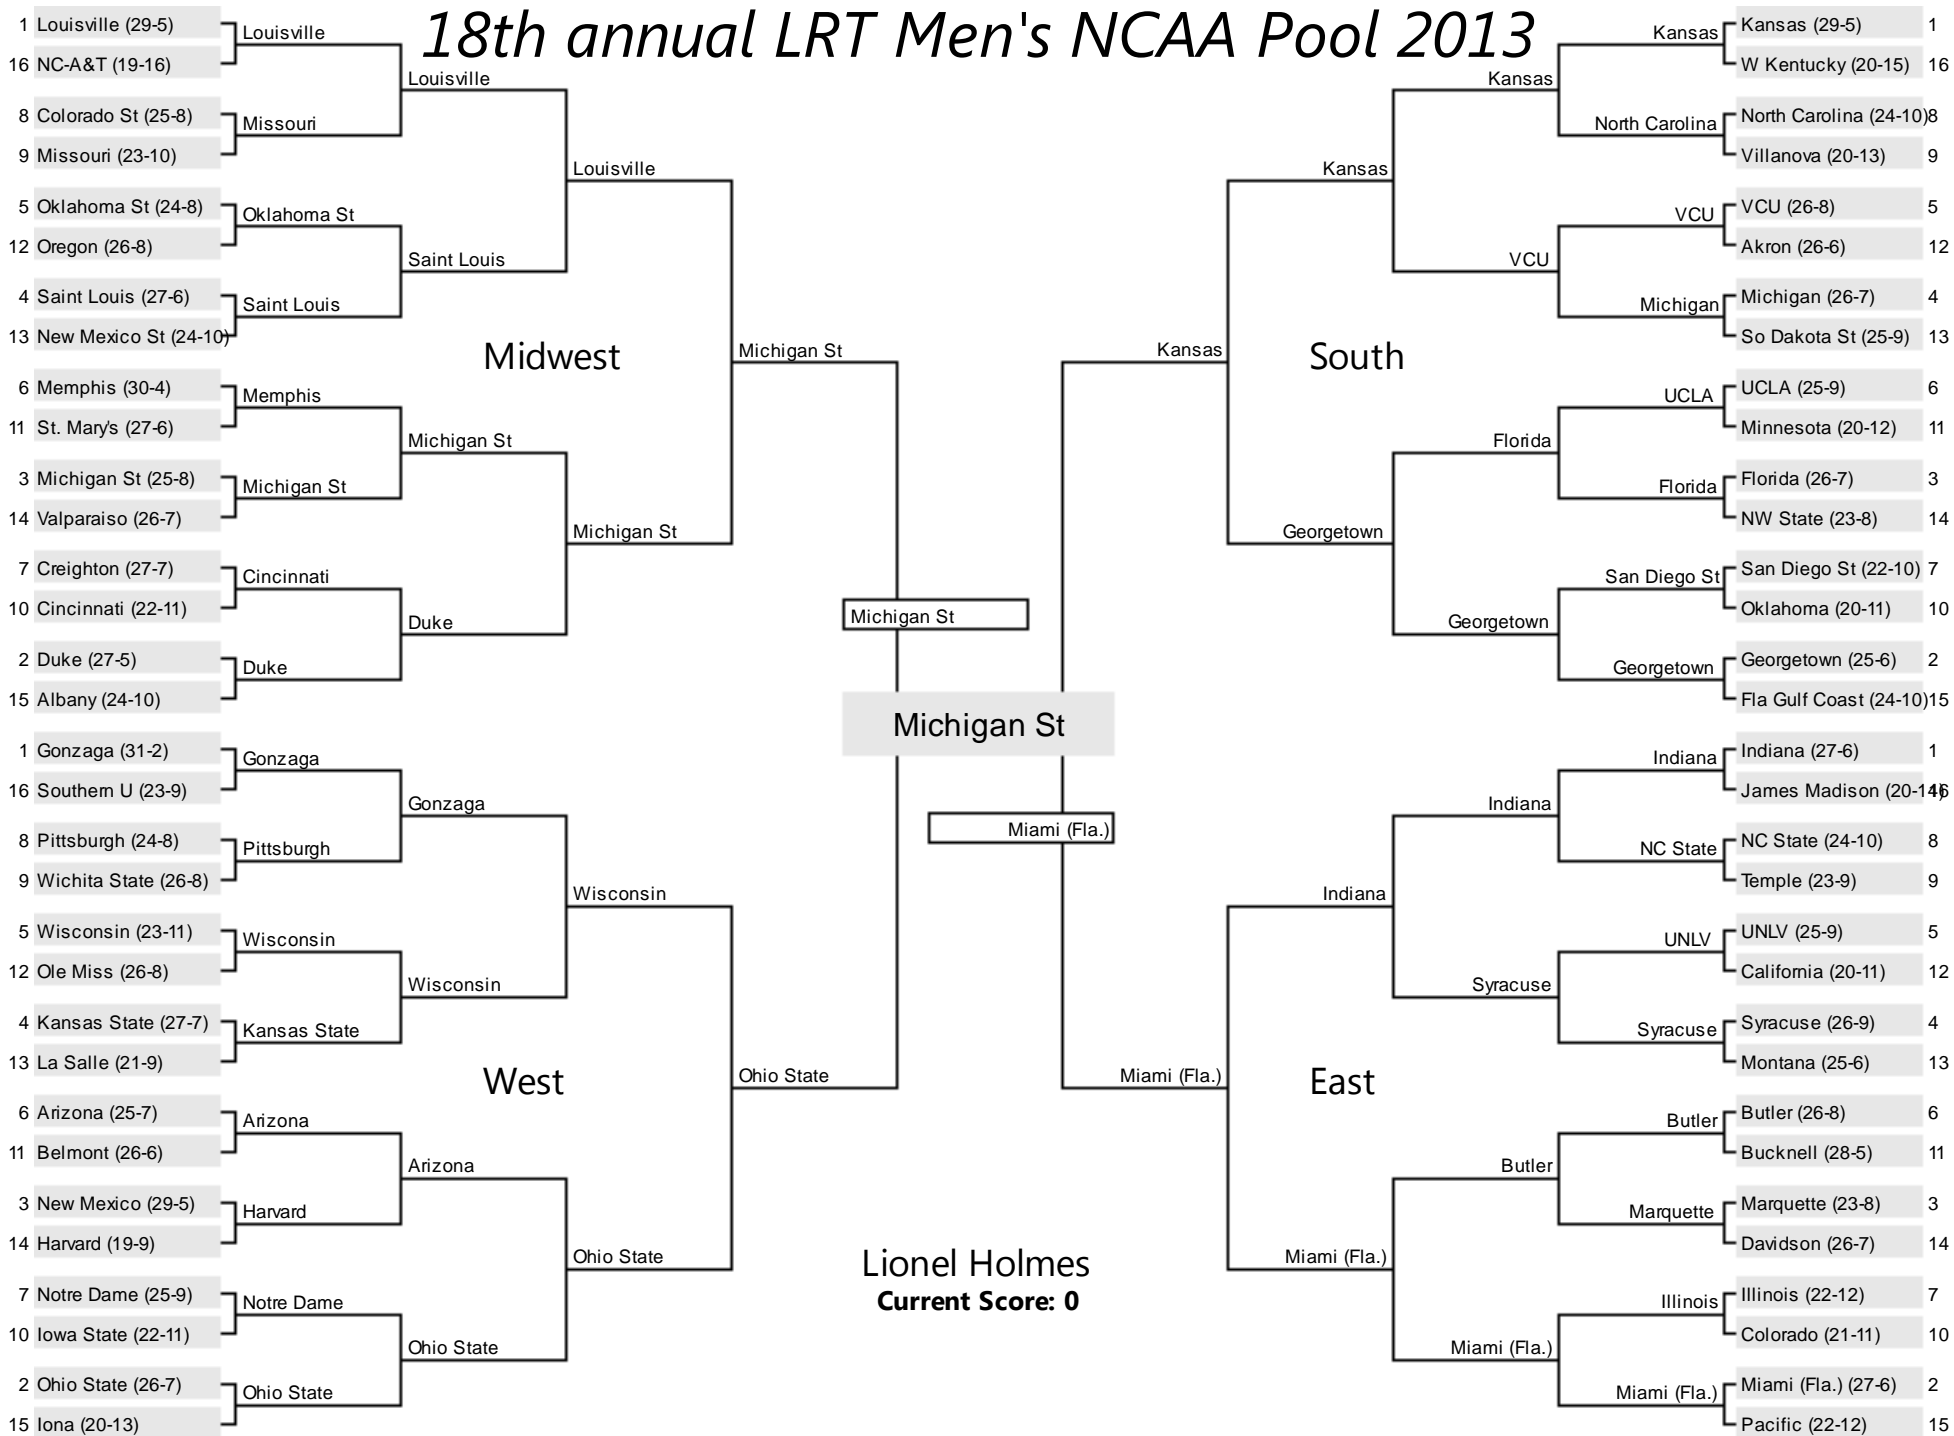 18th annual LRT Men's NCAA Pool 2013
1 Louisville (29-5)
16 NC-A&T (19-16)
8 Colorado St (25-8)
9 Missouri (23-10)
5 Oklahoma St (24-8)
12 Oregon (26-8)
4 Saint Louis (27-6)
13 New Mexico St (24-10)
6 Memphis (30-4)
11 St. Mary's (27-6)
3 Michigan St (25-8)
14 Valparaiso (26-7)
7 Creighton (27-7)
10 Cincinnati (22-11)
2 Duke (27-5)
15 Albany (24-10)
Louisville
Missouri
Oklahoma St
Saint Louis
Memphis
Michigan St
Cincinnati
Duke
Louisville
Saint Louis
Michigan St
Duke
Louisville
Michigan St
Michigan St
Midwest
1 Gonzaga (31-2)
16 Southern U (23-9)
8 Pittsburgh (24-8)
9 Wichita State (26-8)
5 Wisconsin (23-11)
12 Ole Miss (26-8)
4 Kansas State (27-7)
13 La Salle (21-9)
6 Arizona (25-7)
11 Belmont (26-6)
3 New Mexico (29-5)
14 Harvard (19-9)
7 Notre Dame (25-9)
10 Iowa State (22-11)
2 Ohio State (26-7)
15 Iona (20-13)
Gonzaga
Pittsburgh
Wisconsin
Kansas State
Arizona
Harvard
Notre Dame
Ohio State
Gonzaga
Wisconsin
Arizona
Ohio State
Wisconsin
Ohio State
Ohio State
West
Michigan St
Michigan St
Miami (Fla.)
Lionel Holmes
Current Score: 0
Kansas (29-5) 1
W Kentucky (20-15) 16
North Carolina (24-10) 8
Villanova (20-13) 9
VCU (26-8) 5
Akron (26-6) 12
Michigan (26-7) 4
So Dakota St (25-9) 13
UCLA (25-9) 6
Minnesota (20-12) 11
Florida (26-7) 3
NW State (23-8) 14
San Diego St (22-10) 7
Oklahoma (20-11) 10
Georgetown (25-6) 2
Fla Gulf Coast (24-10) 15
Kansas
North Carolina
VCU
Michigan
UCLA
Florida
San Diego St
Georgetown
Kansas
VCU
Florida
Georgetown
Kansas
Georgetown
Kansas
South
Indiana (27-6) 1
James Madison (20-14) 16
NC State (24-10) 8
Temple (23-9) 9
UNLV (25-9) 5
California (20-11) 12
Syracuse (26-9) 4
Montana (25-6) 13
Butler (26-8) 6
Bucknell (28-5) 11
Marquette (23-8) 3
Davidson (26-7) 14
Illinois (22-12) 7
Colorado (21-11) 10
Miami (Fla.) (27-6) 2
Pacific (22-12) 15
Indiana
NC State
UNLV
Syracuse
Butler
Marquette
Illinois
Miami (Fla.)
Indiana
Syracuse
Butler
Miami (Fla.)
Indiana
Miami (Fla.)
Miami (Fla.)
East